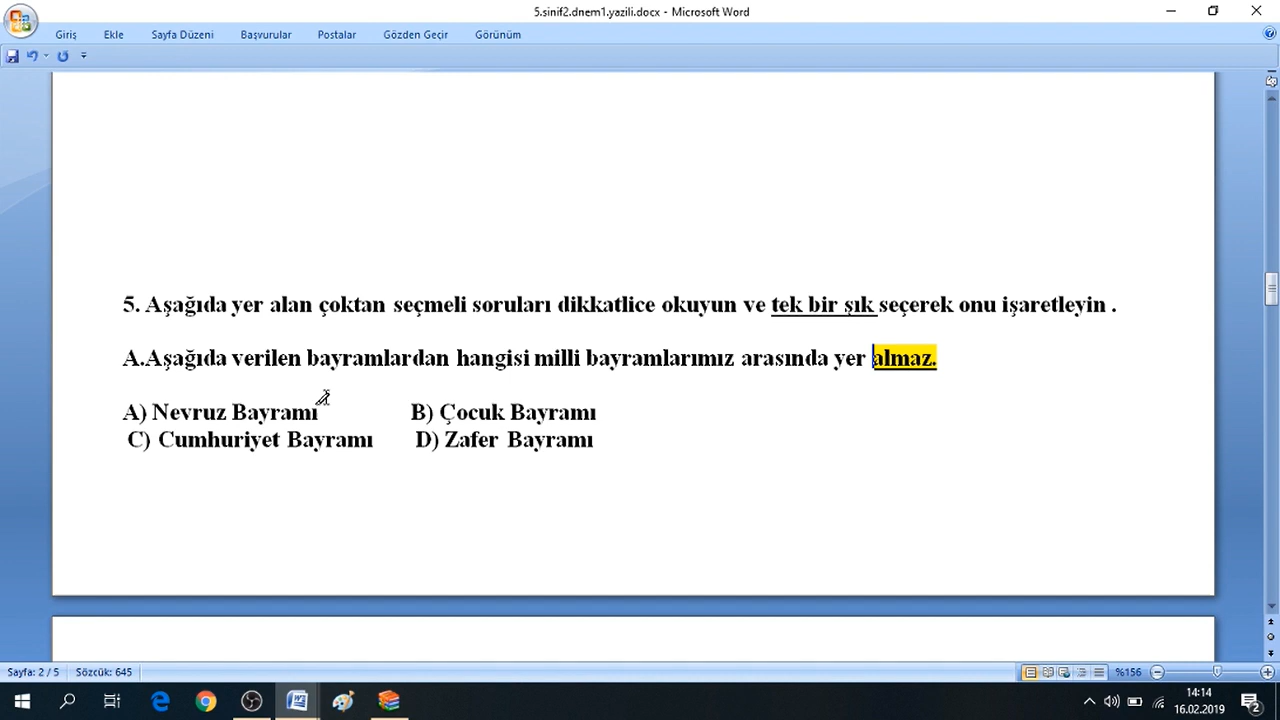 5.sinif2.dnem1.yazili.docx - Microsoft Word
Giriş Ekle Sayfa Düzeni Başvurular Postalar Gözden Geçir Görünüm
5. Aşağıda yer alan çoktan seçmeli soruları dikkatlice okuyun ve tek bir şık seçerek onu işaretleyin .
A.Aşağıda verilen bayramlardan hangisi milli bayramlarımız arasında yer almaz.
A) Nevruz Bayramı B) Çocuk Bayramı
C) Cumhuriyet Bayramı D) Zafer Bayramı
Sayfa: 2 / 5 Sözcük: 645 %156
14:14
16.02.2019
2